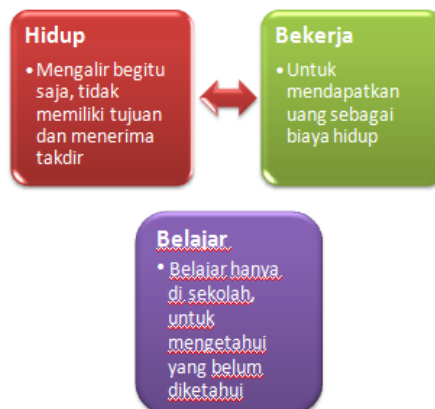 Hidup
• Mengalir begitu
saja, tidak
memiliki tujuan
dan menerima
takdir
Bekerja
• Untuk
mendapatkan
uang sebagai
biaya hidup
Belajar
• Belajar hanya
di sekolah,
untuk
mengetahui
yang belum
diketahui